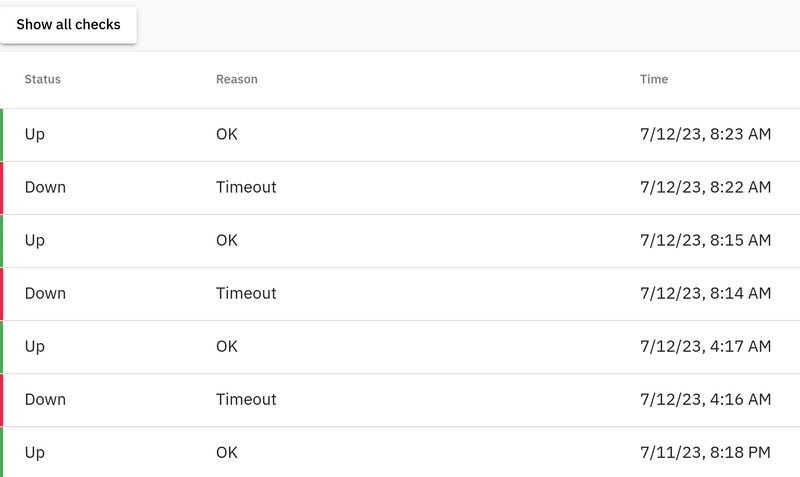 Show all checks
Status Reason Time
Up OK 7/12/23, 8:23 AM
Down Timeout 7/12/23, 8:22 AM
Up OK 7/12/23, 8:15 AM
Down Timeout 7/12/23, 8:14 AM
Up OK 7/12/23, 4:17 AM
Down Timeout 7/12/23, 4:16 AM
Up OK 7/11/23, 8:18 PM